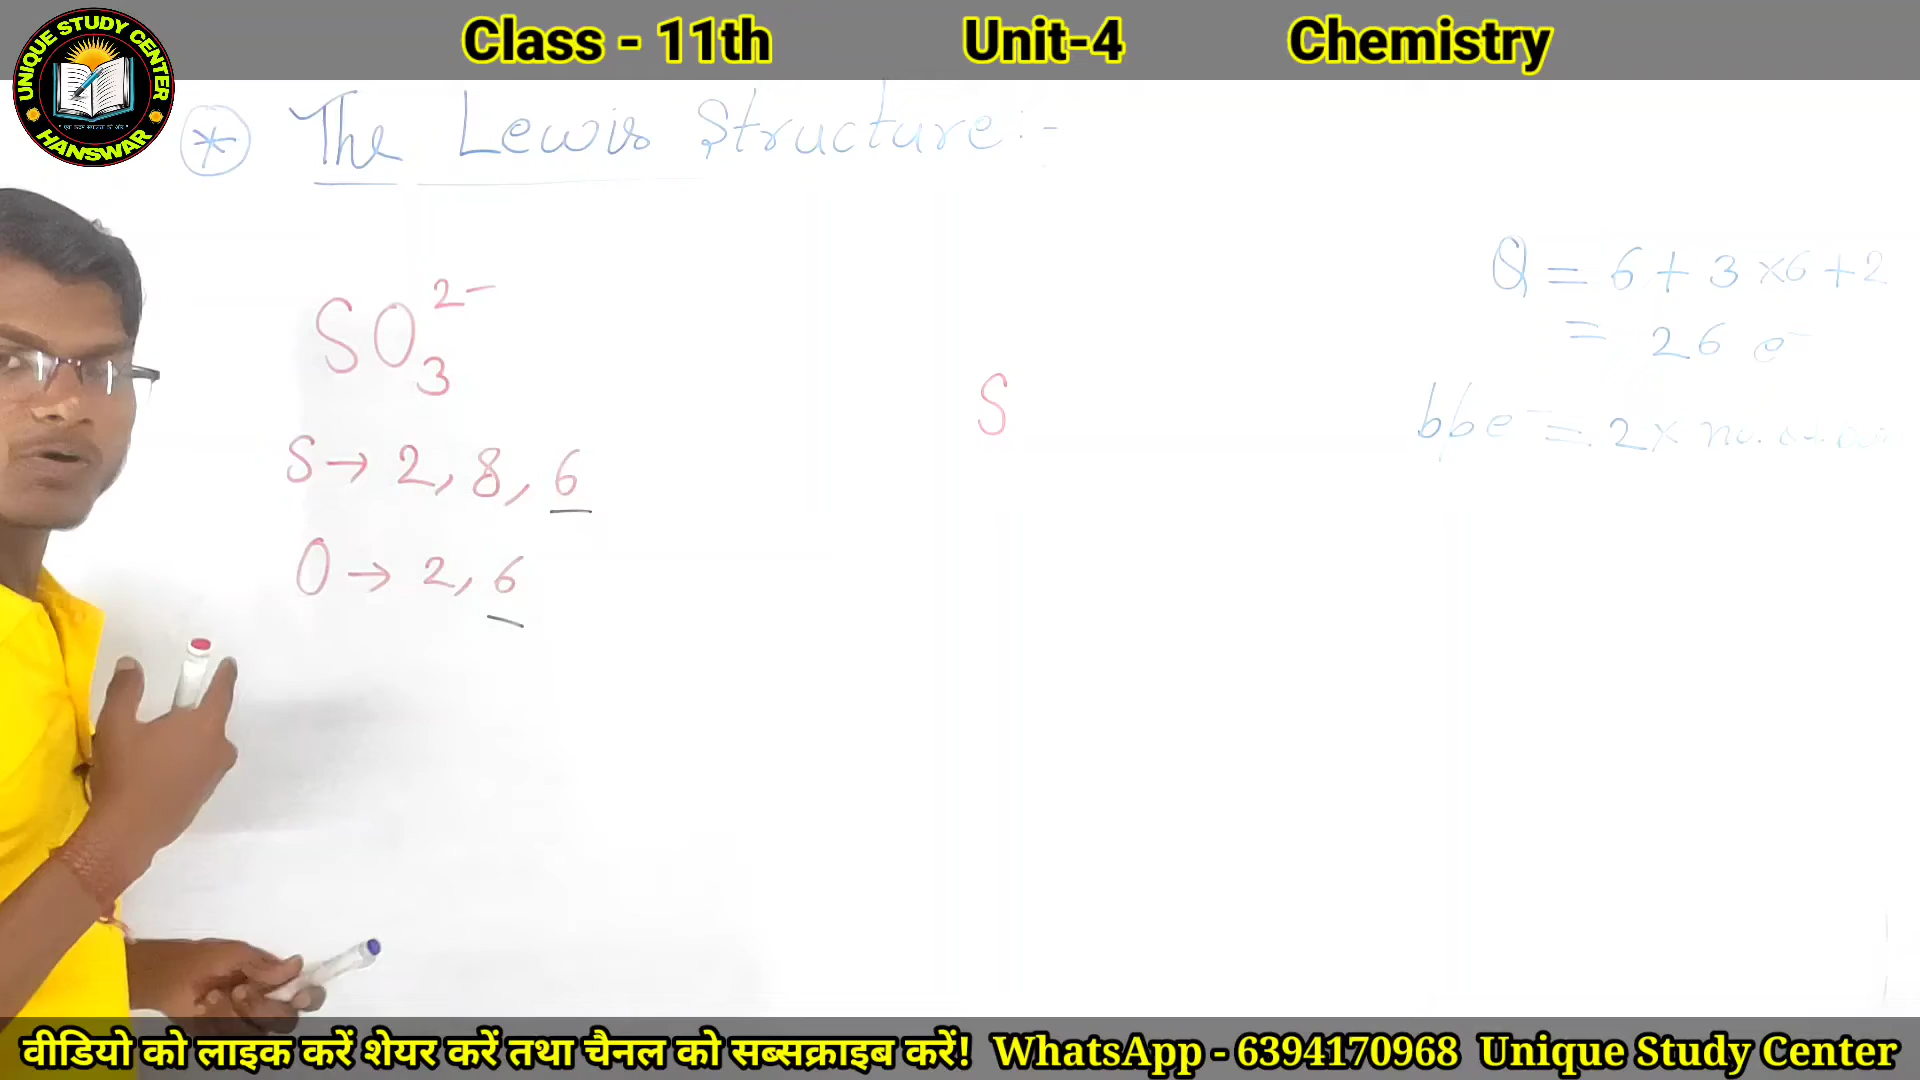 Class - 11th Unit-4 Chemistry
UNIQUE STUDY CENTER
HANSWAR
* The Lewis Structure:-
SO₃²⁻
S → 2, 8, 6
O → 2, 6
S
Q = 6 + 3 × 6 + 2
= 26 e⁻
bbe⁻ = 2 ×
वीडियो को लाइक करें शेयर करें तथा चैनल को सब्सक्राइब करें! WhatsApp - 6394170968 Unique Study Center